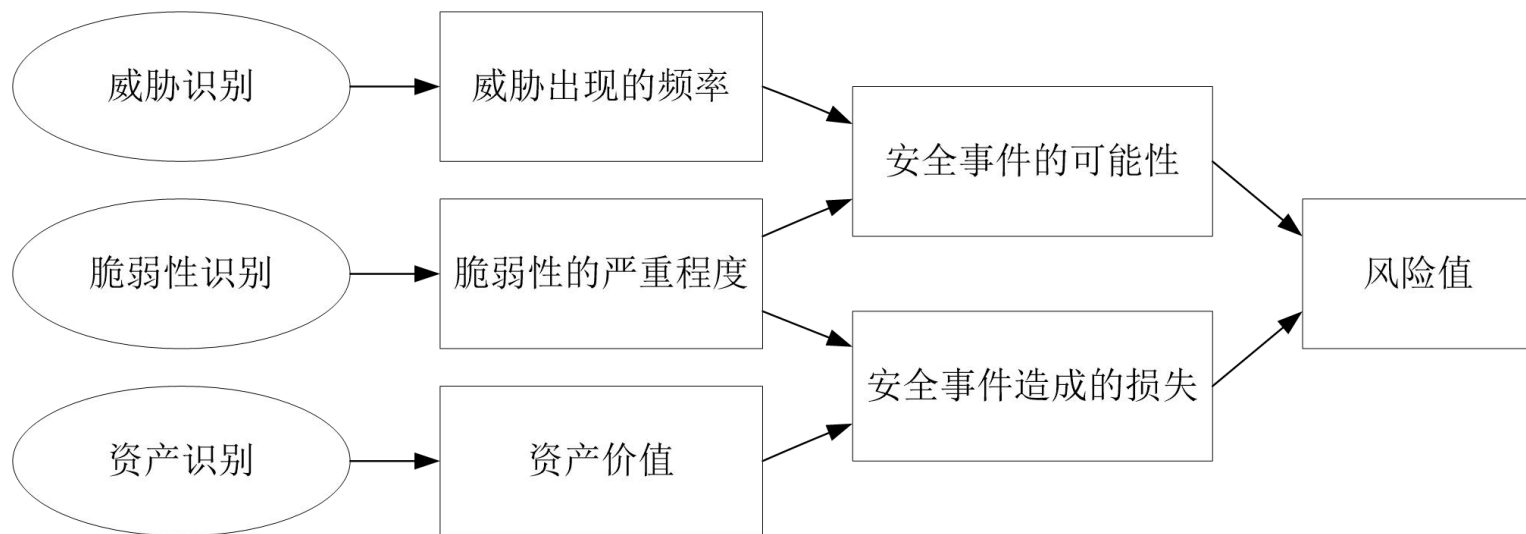 威胁识别
威胁出现的频率
安全事件的可能性
脆弱性识别
脆弱性的严重程度
风险值
安全事件造成的损失
资产识别
资产价值